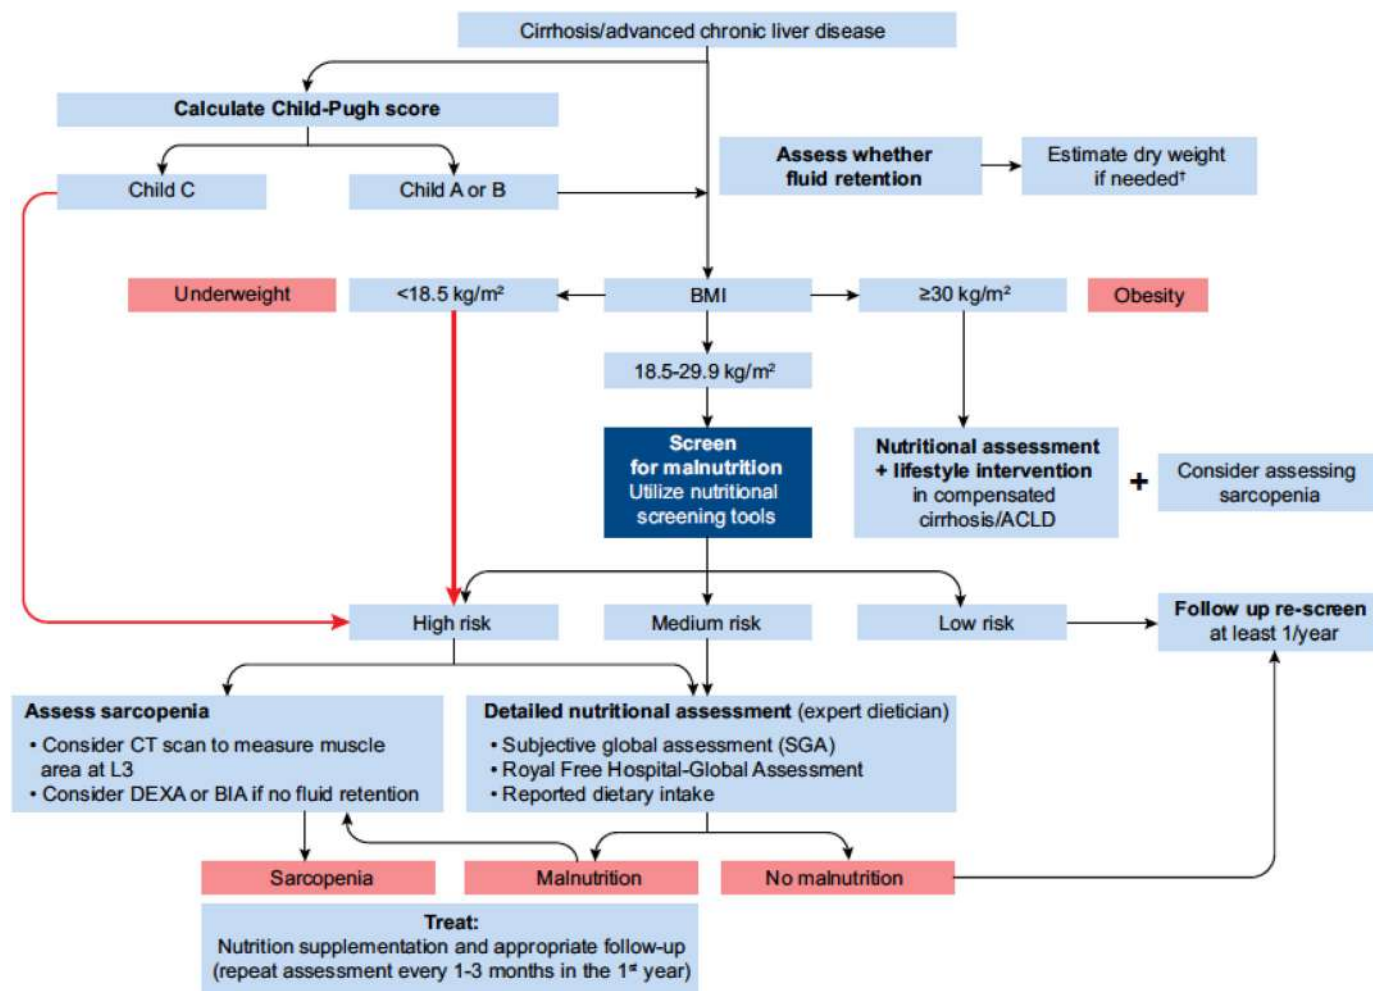 Cirrhosis/advanced chronic liver disease
Calculate Child-Pugh score
Assess whether
fluid retention
Estimate dry weight
if needed†
Child C
Child A or B
Underweight
<18.5 kg/m²
BMI
≥30 kg/m²
Obesity
18.5-29.9 kg/m²
Screen
for malnutrition
Utilize nutritional
screening tools
Nutritional assessment
+ lifestyle intervention
in compensated
cirrhosis/ACLD
+
Consider assessing
sarcopenia
High risk
Medium risk
Low risk
Follow up re-screen
at least 1/year
Assess sarcopenia
• Consider CT scan to measure muscle
area at L3
• Consider DEXA or BIA if no fluid retention
Detailed nutritional assessment (expert dietician)
• Subjective global assessment (SGA)
• Royal Free Hospital-Global Assessment
• Reported dietary intake
Sarcopenia
Malnutrition
No malnutrition
Treat:
Nutrition supplementation and appropriate follow-up
(repeat assessment every 1-3 months in the 1st year)